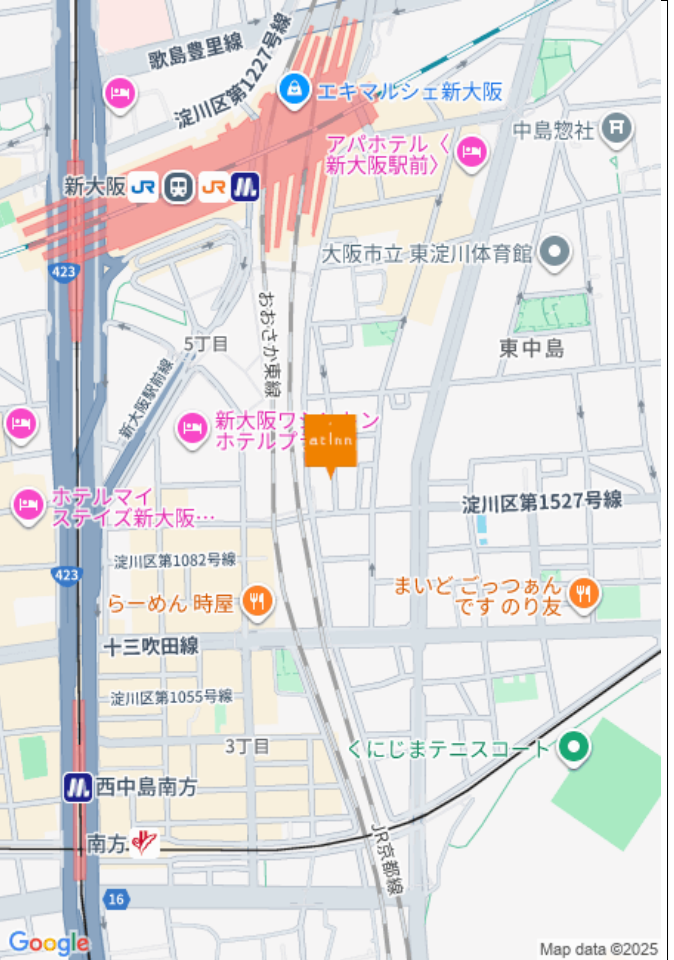 歌島豊里線
淀川区第1227号線
エキマルシェ新大阪
中島惣社
アパホテル〈
新大阪駅前〉
新大阪
JR
JR
大阪市立 東淀川体育館
423
おおさか東線
5丁目
東中島
新大阪駅前線
新大阪ワシントン
ホテルプラ
at Inn
ホテルマイ
ステイズ新大阪…
淀川区第1527号線
淀川区第1082号線
423
まいど ごっつぁん
です のり友
らーめん 時屋
十三吹田線
淀川区第1055号線
3丁目
くにじまテニスコート
西中島南方
JR京都線
南方
16
Google
Map data ©2025